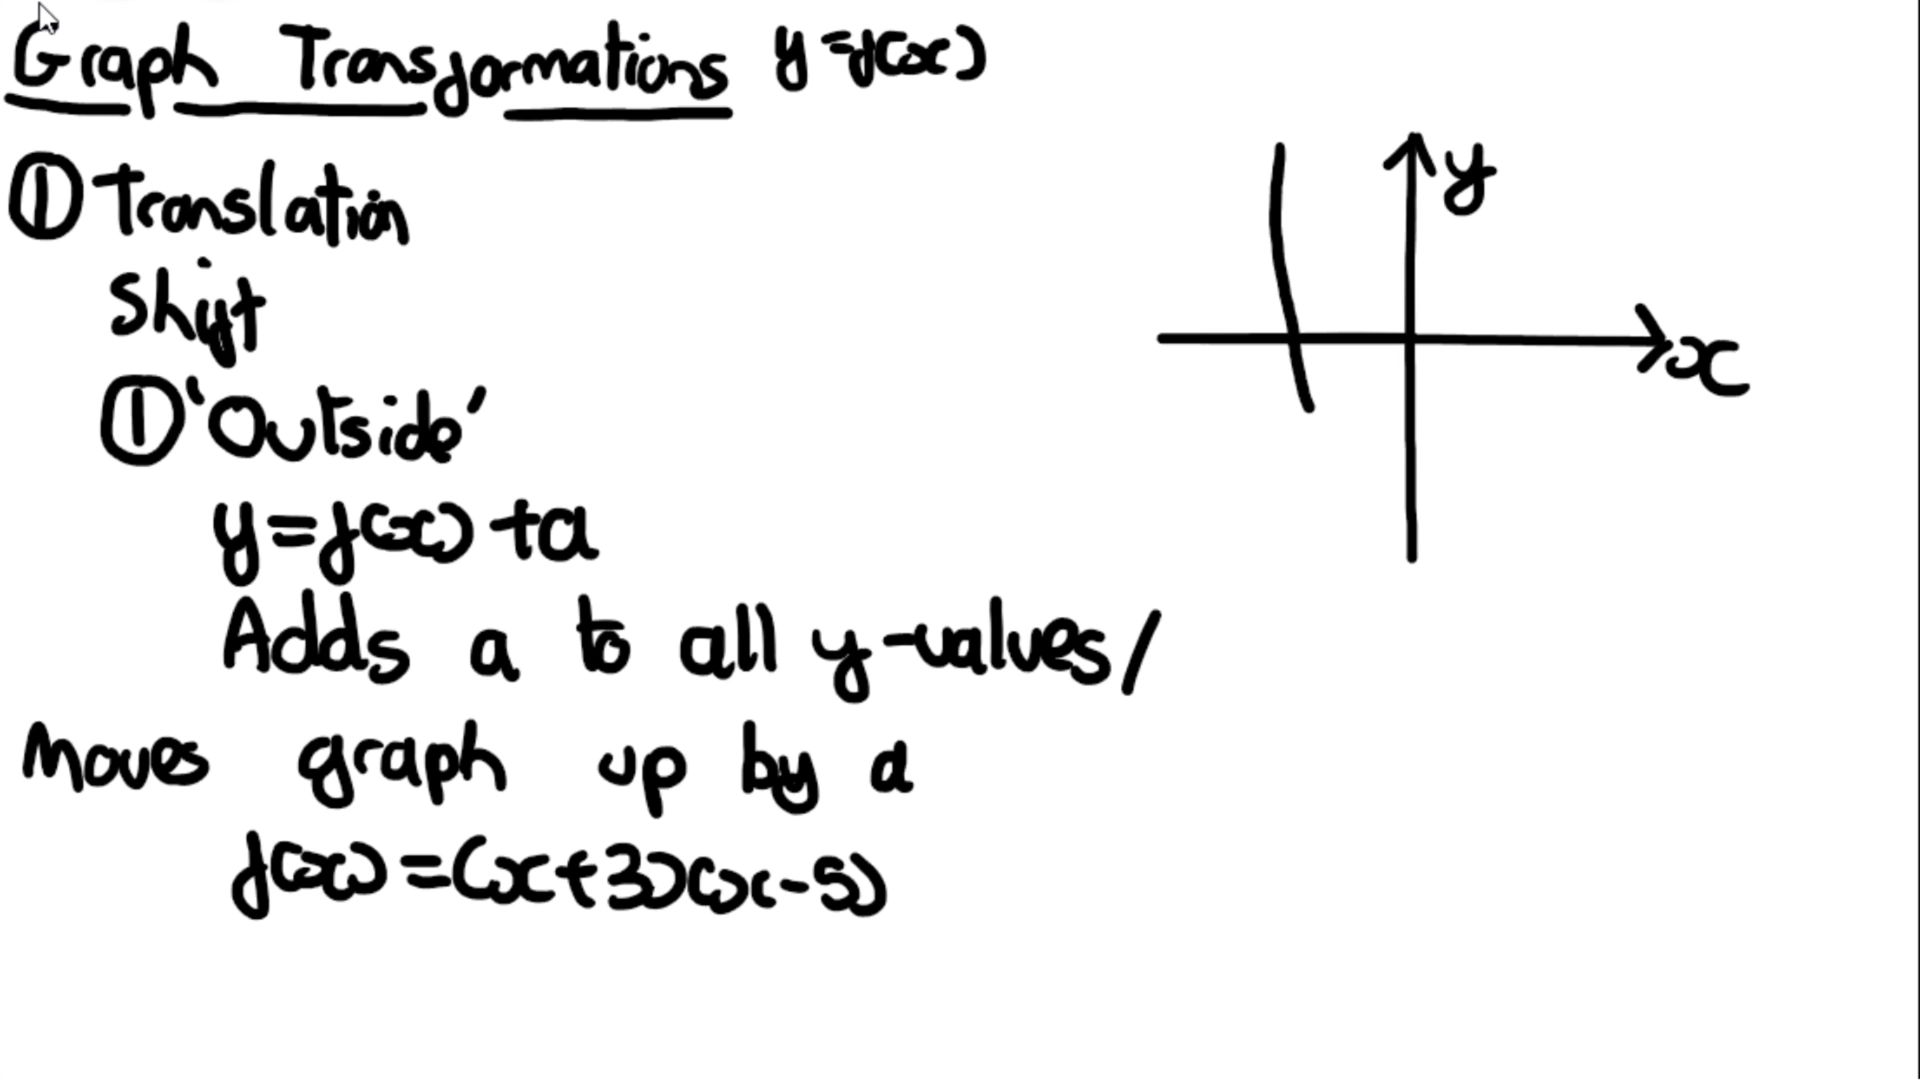 Graph Transformations y=f(x)
① Translation
Shift
① 'Outside'
y=f(x)+a
Adds a to all y-values/
Moves graph up by a
f(x)=(x+3)(x-5)
y
x